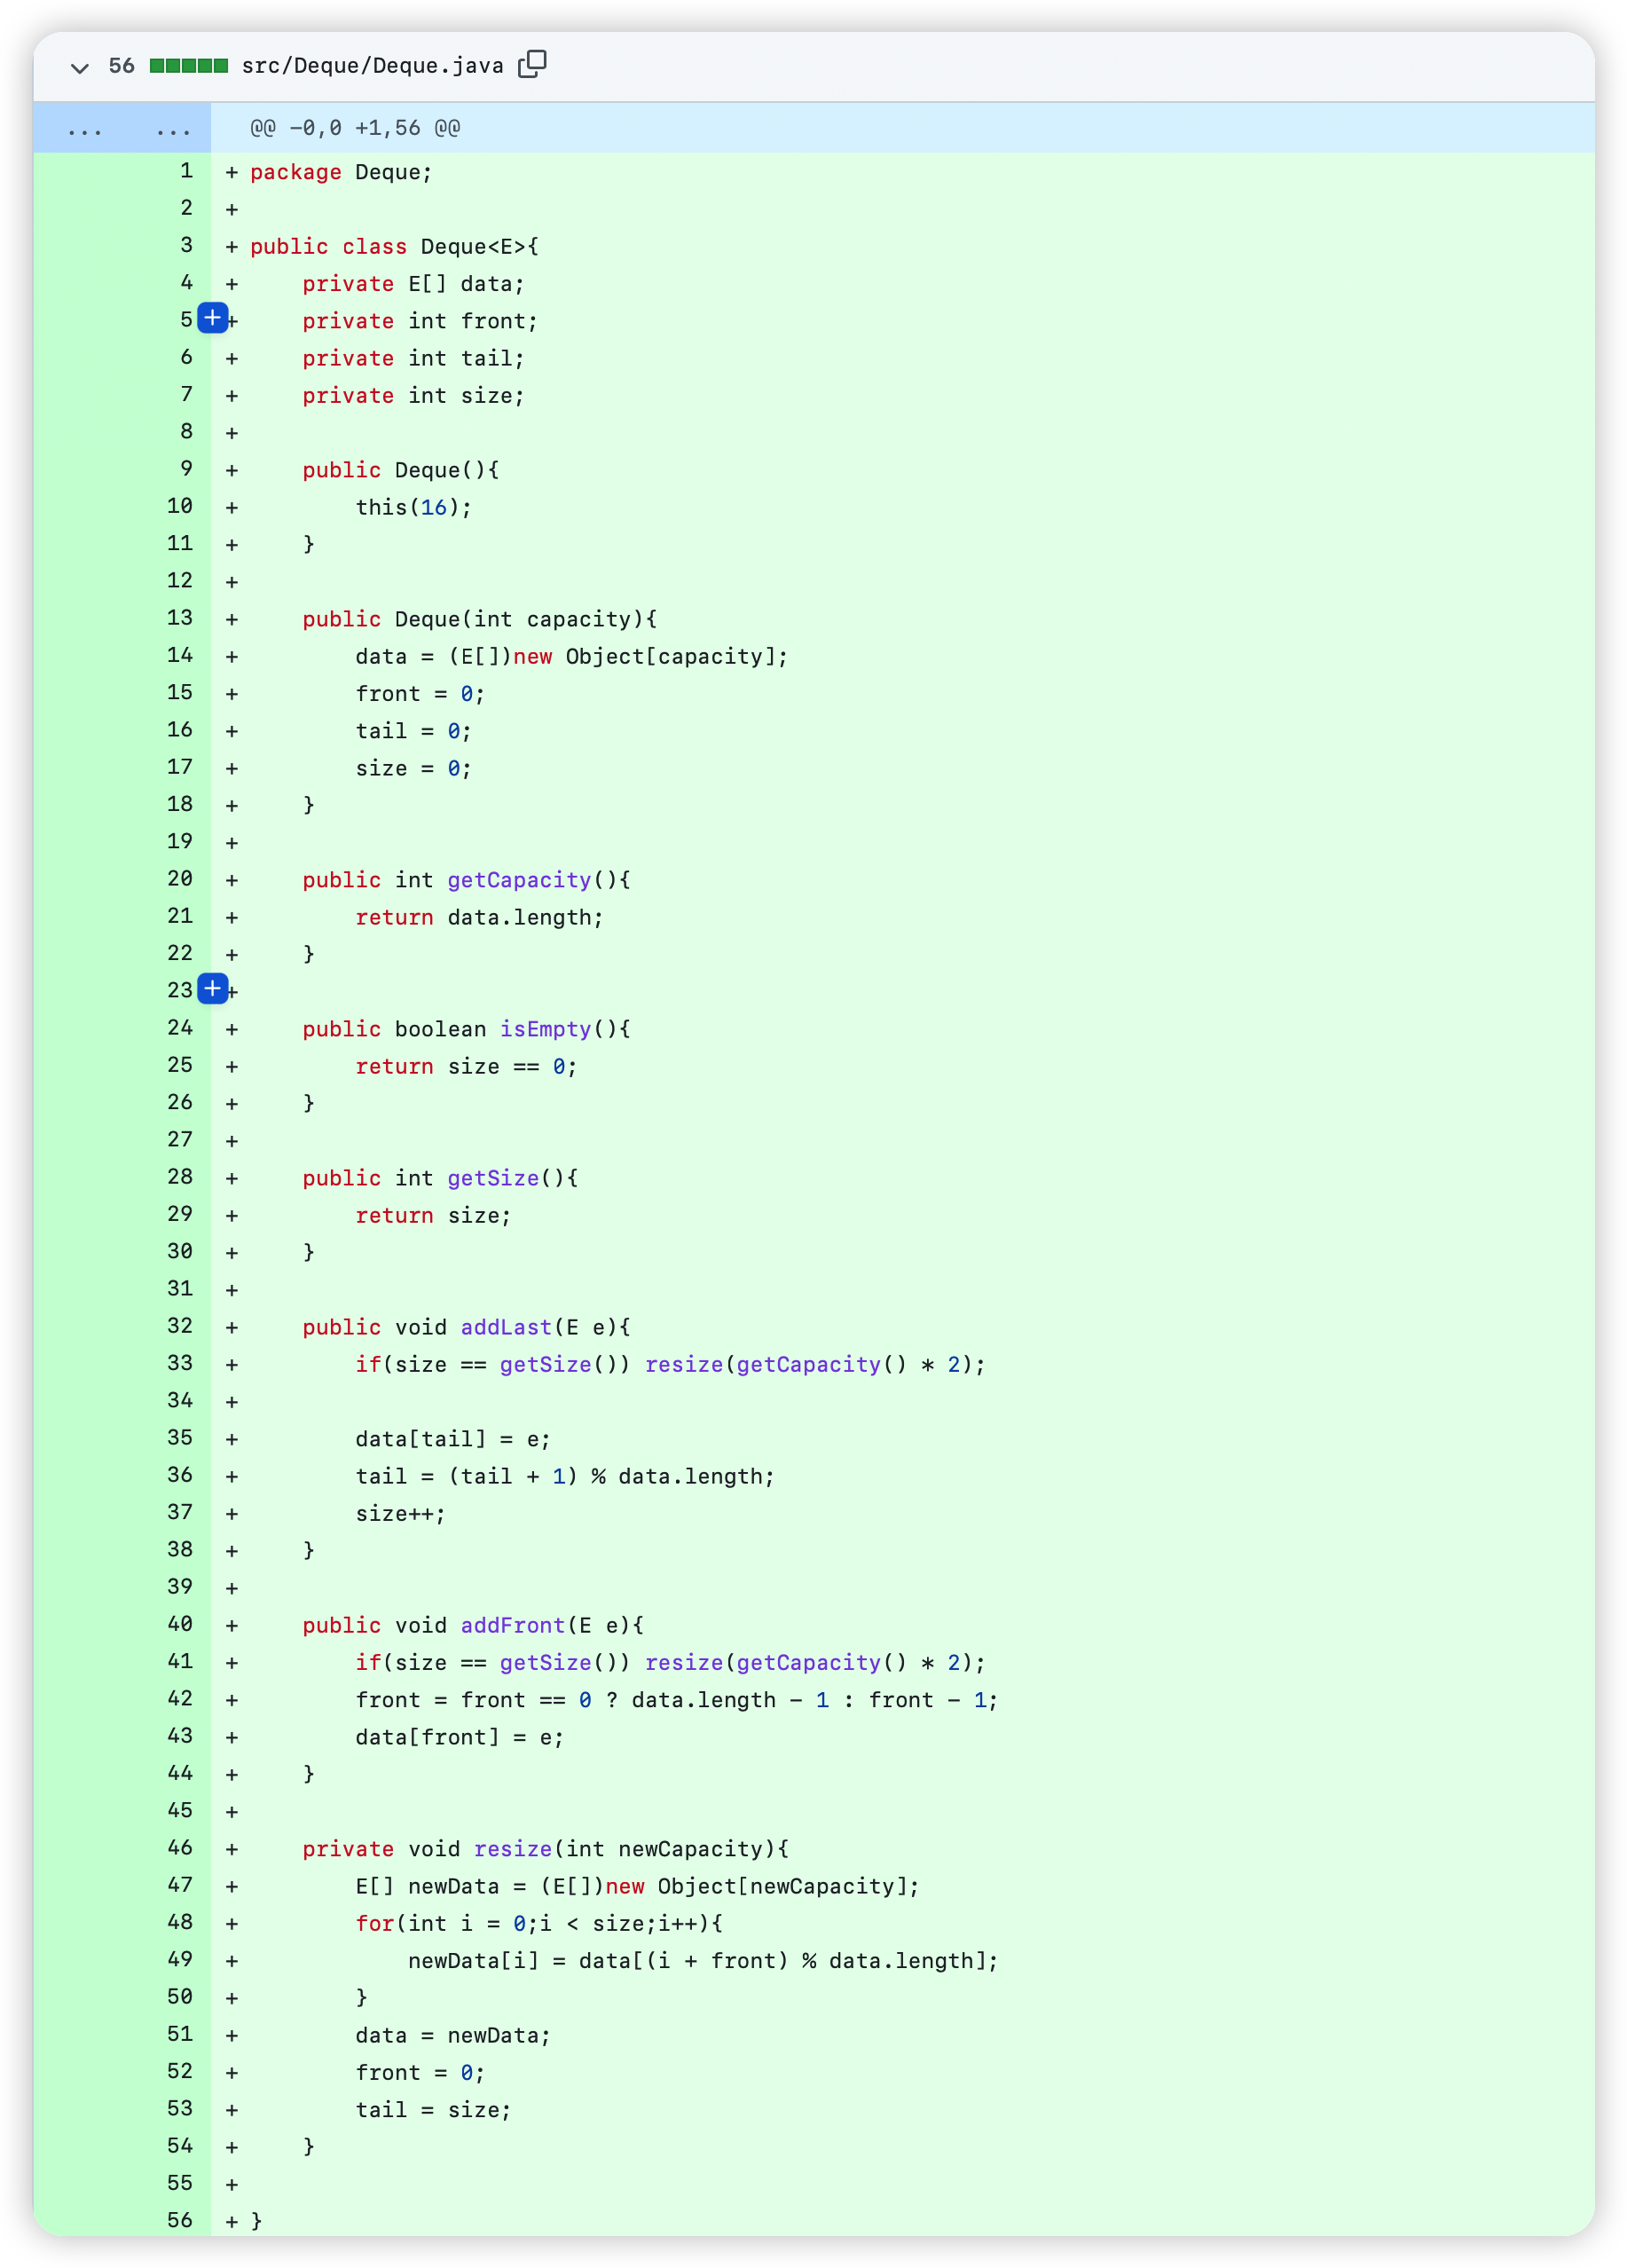 56 src/Deque/Deque.java
... ... @@ -0,0 +1,56 @@
1 + package Deque;
2 +
3 + public class Deque<E>{
4 +     private E[] data;
5 +     private int front;
6 +     private int tail;
7 +     private int size;
8 +
9 +     public Deque(){
10 +         this(16);
11 +     }
12 +
13 +     public Deque(int capacity){
14 +         data = (E[])new Object[capacity];
15 +         front = 0;
16 +         tail = 0;
17 +         size = 0;
18 +     }
19 +
20 +     public int getCapacity(){
21 +         return data.length;
22 +     }
23 +
24 +     public boolean isEmpty(){
25 +         return size == 0;
26 +     }
27 +
28 +     public int getSize(){
29 +         return size;
30 +     }
31 +
32 +     public void addLast(E e){
33 +         if(size == getSize()) resize(getCapacity() * 2);
34 +
35 +         data[tail] = e;
36 +         tail = (tail + 1) % data.length;
37 +         size++;
38 +     }
39 +
40 +     public void addFront(E e){
41 +         if(size == getSize()) resize(getCapacity() * 2);
42 +         front = front == 0 ? data.length - 1 : front - 1;
43 +         data[front] = e;
44 +     }
45 +
46 +     private void resize(int newCapacity){
47 +         E[] newData = (E[])new Object[newCapacity];
48 +         for(int i = 0;i < size;i++){
49 +             newData[i] = data[(i + front) % data.length];
50 +         }
51 +         data = newData;
52 +         front = 0;
53 +         tail = size;
54 +     }
55 +
56 + }